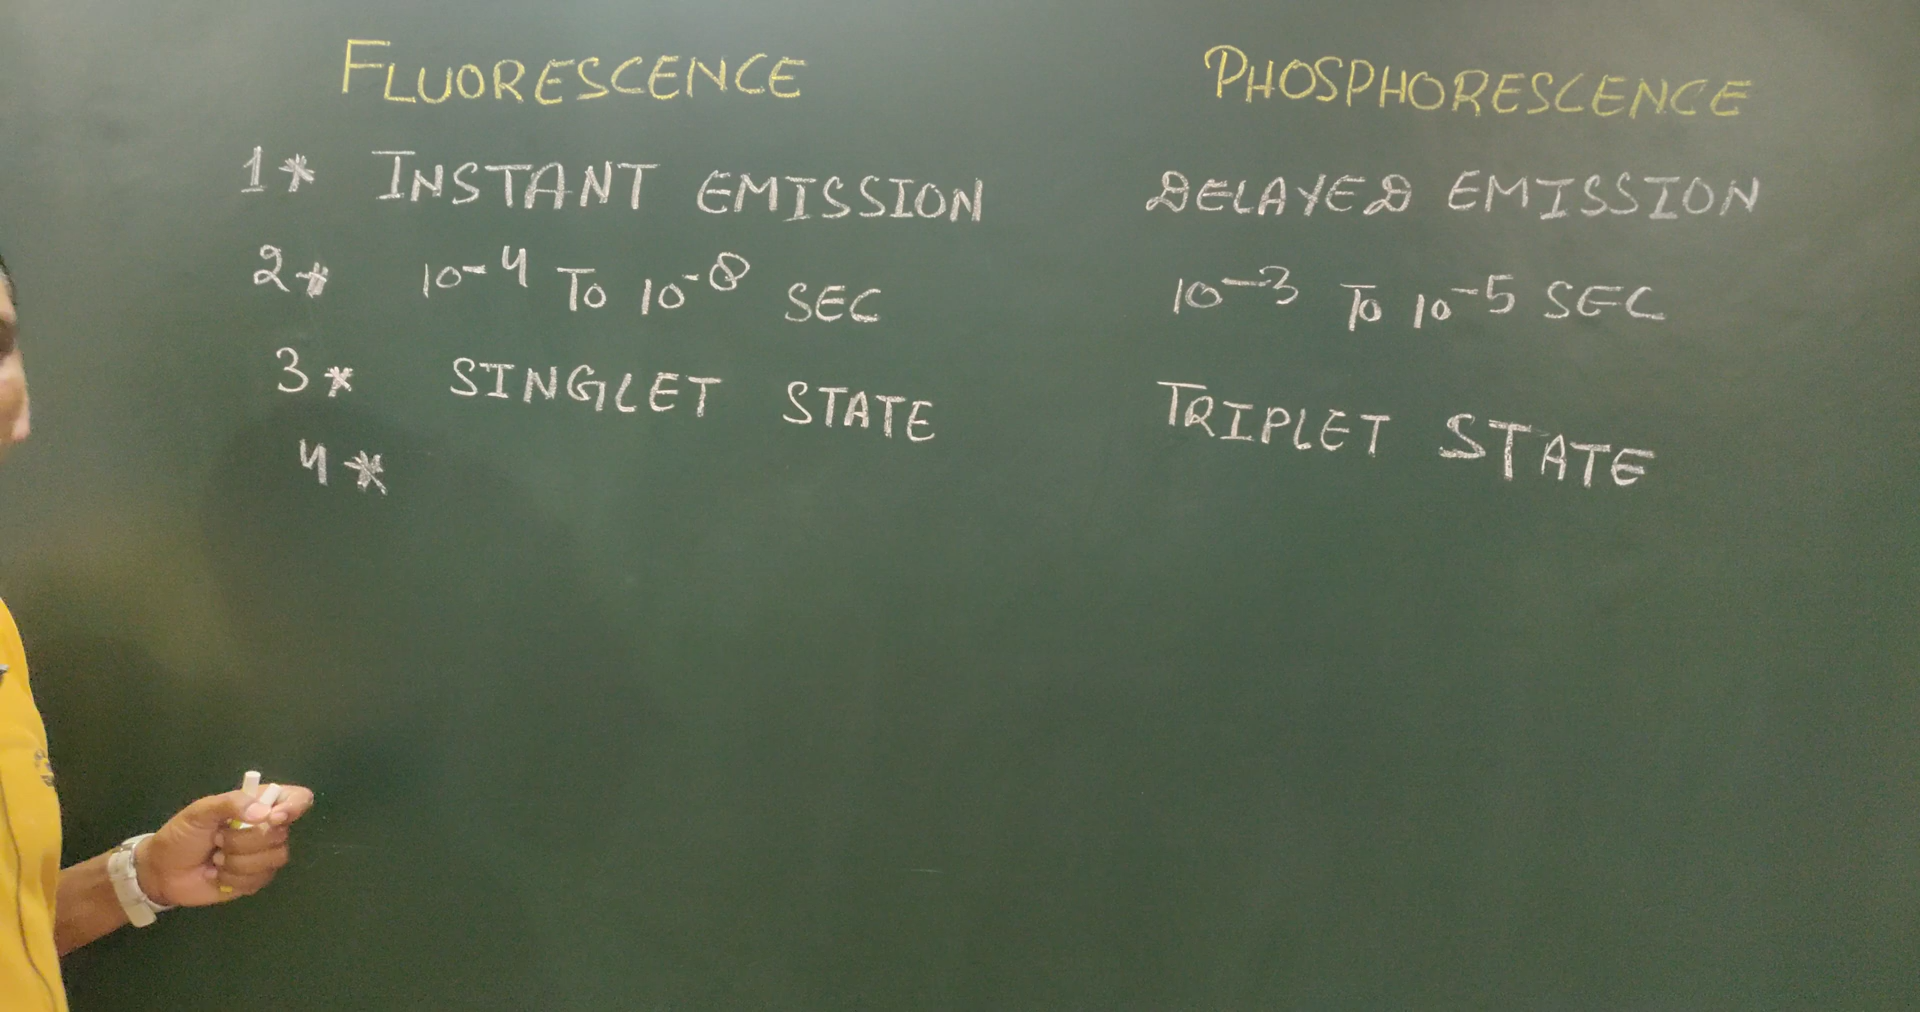 FLUORESCENCE PHOSPHORESCENCE
1* INSTANT EMISSION DELAYED EMISSION
2* 10⁻⁴ TO 10⁻⁸ SEC 10⁻³ TO 10⁻⁵ SEC
3* SINGLET STATE TRIPLET STATE
4*